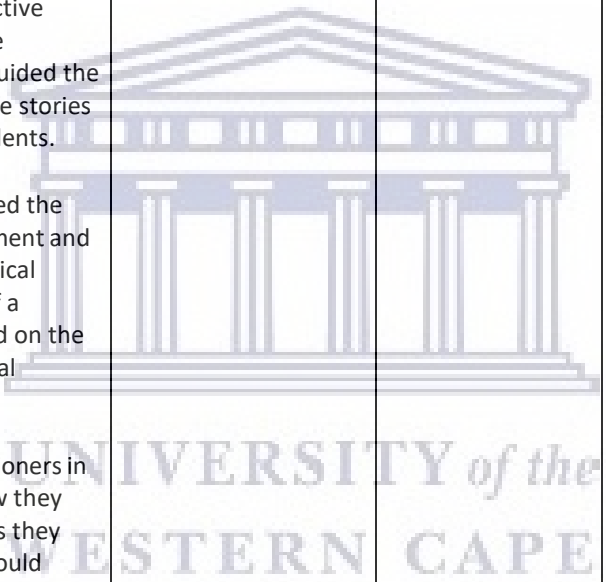 ctive
e
uided the
e stories
dents.
ed the
ment and
ical
f a
d on the
al
oners in
w they
s they
ould
UNIVERSITY of the
WESTERN CAPE